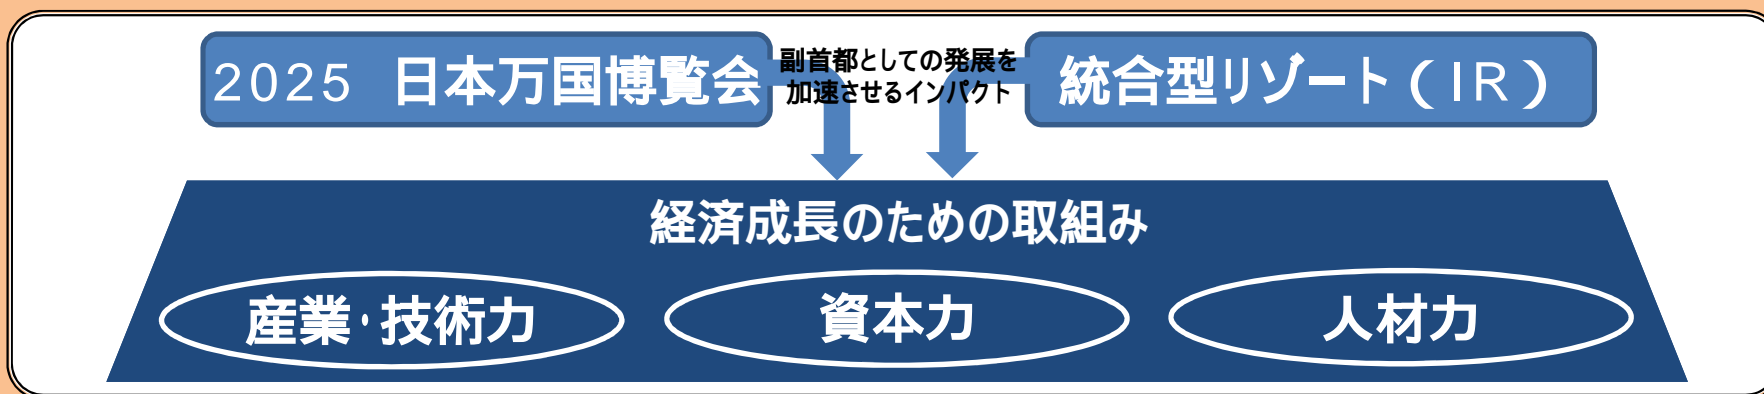 2025 日本万国博覧会
副首都としての発展を
加速させるインパクト
統合型リゾート(IR)
経済成長のための取組み
産業・技術力
資本力
人材力